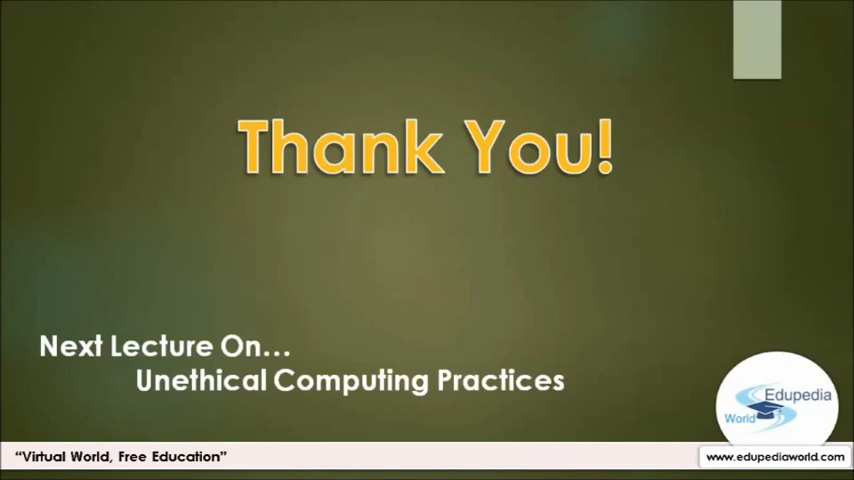 Thank You!
Next Lecture On…
Unethical Computing Practices
Edupedia
World
“Virtual World, Free Education”
www.edupediaworld.com